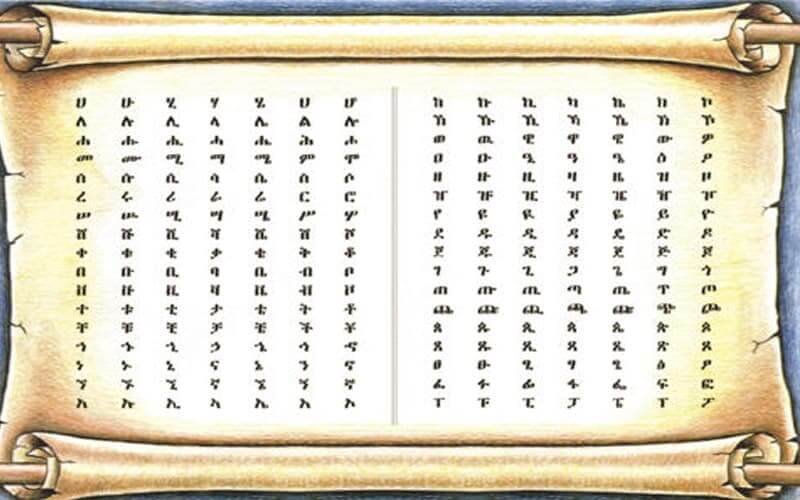 ሀ ሁ ሂ ሃ ሄ ህ ሆ
ለ ሉ ሊ ላ ሌ ል ሎ
ሐ ሑ ሒ ሓ ሔ ሕ ሖ
መ ሙ ሚ ማ ሜ ም ሞ
ሰ ሱ ሲ ሳ ሴ ስ ሶ
ረ ሩ ሪ ራ ሬ ር ሮ
ሠ ሡ ሢ ሣ ሤ ሥ ሦ
ሸ ሹ ሺ ሻ ሼ ሽ ሾ
ቀ ቁ ቂ ቃ ቄ ቅ ቆ
በ ቡ ቢ ባ ቤ ብ ቦ
ቨ ቩ ቪ ቫ ቬ ቭ ቮ
ተ ቱ ቲ ታ ቴ ት ቶ
ቸ ቹ ቺ ቻ ቼ ች ቾ
ኀ ኁ ኂ ኃ ኄ ኅ ኆ
ነ ኑ ኒ ና ኔ ን ኖ
ኘ ኙ ኚ ኛ ኜ ኝ ኞ
አ ኡ ኢ ኣ ኤ እ ኦ
ከ ኩ ኪ ካ ኬ ክ ኮ
ኸ ኹ ኺ ኻ ኼ ኽ ኾ
ወ ዉ ዊ ዋ ዌ ው ዎ
ዐ ዑ ዒ ዓ ዔ ዕ ዖ
ዘ ዙ ዚ ዛ ዜ ዝ ዞ
ዠ ዡ ዢ ዣ ዤ ዥ ዦ
የ ዩ ዪ ያ ዬ ይ ዮ
ደ ዱ ዲ ዳ ዴ ድ ዶ
ጀ ጁ ጂ ጃ ጄ ጅ ጆ
ገ ጉ ጊ ጋ ጌ ግ ጎ
ጠ ጡ ጢ ጣ ጤ ጥ ጦ
ጨ ጩ ጪ ጫ ጬ ጭ ጮ
ጰ ጱ ጲ ጳ ጴ ጵ ጶ
ጸ ጹ ጺ ጻ ጼ ጽ ጾ
ፀ ፁ ፂ ፃ ፄ ፅ ፆ
ፈ ፉ ፊ ፋ ፌ ፍ ፎ
ፐ ፑ ፒ ፓ ፔ ፕ ፖ